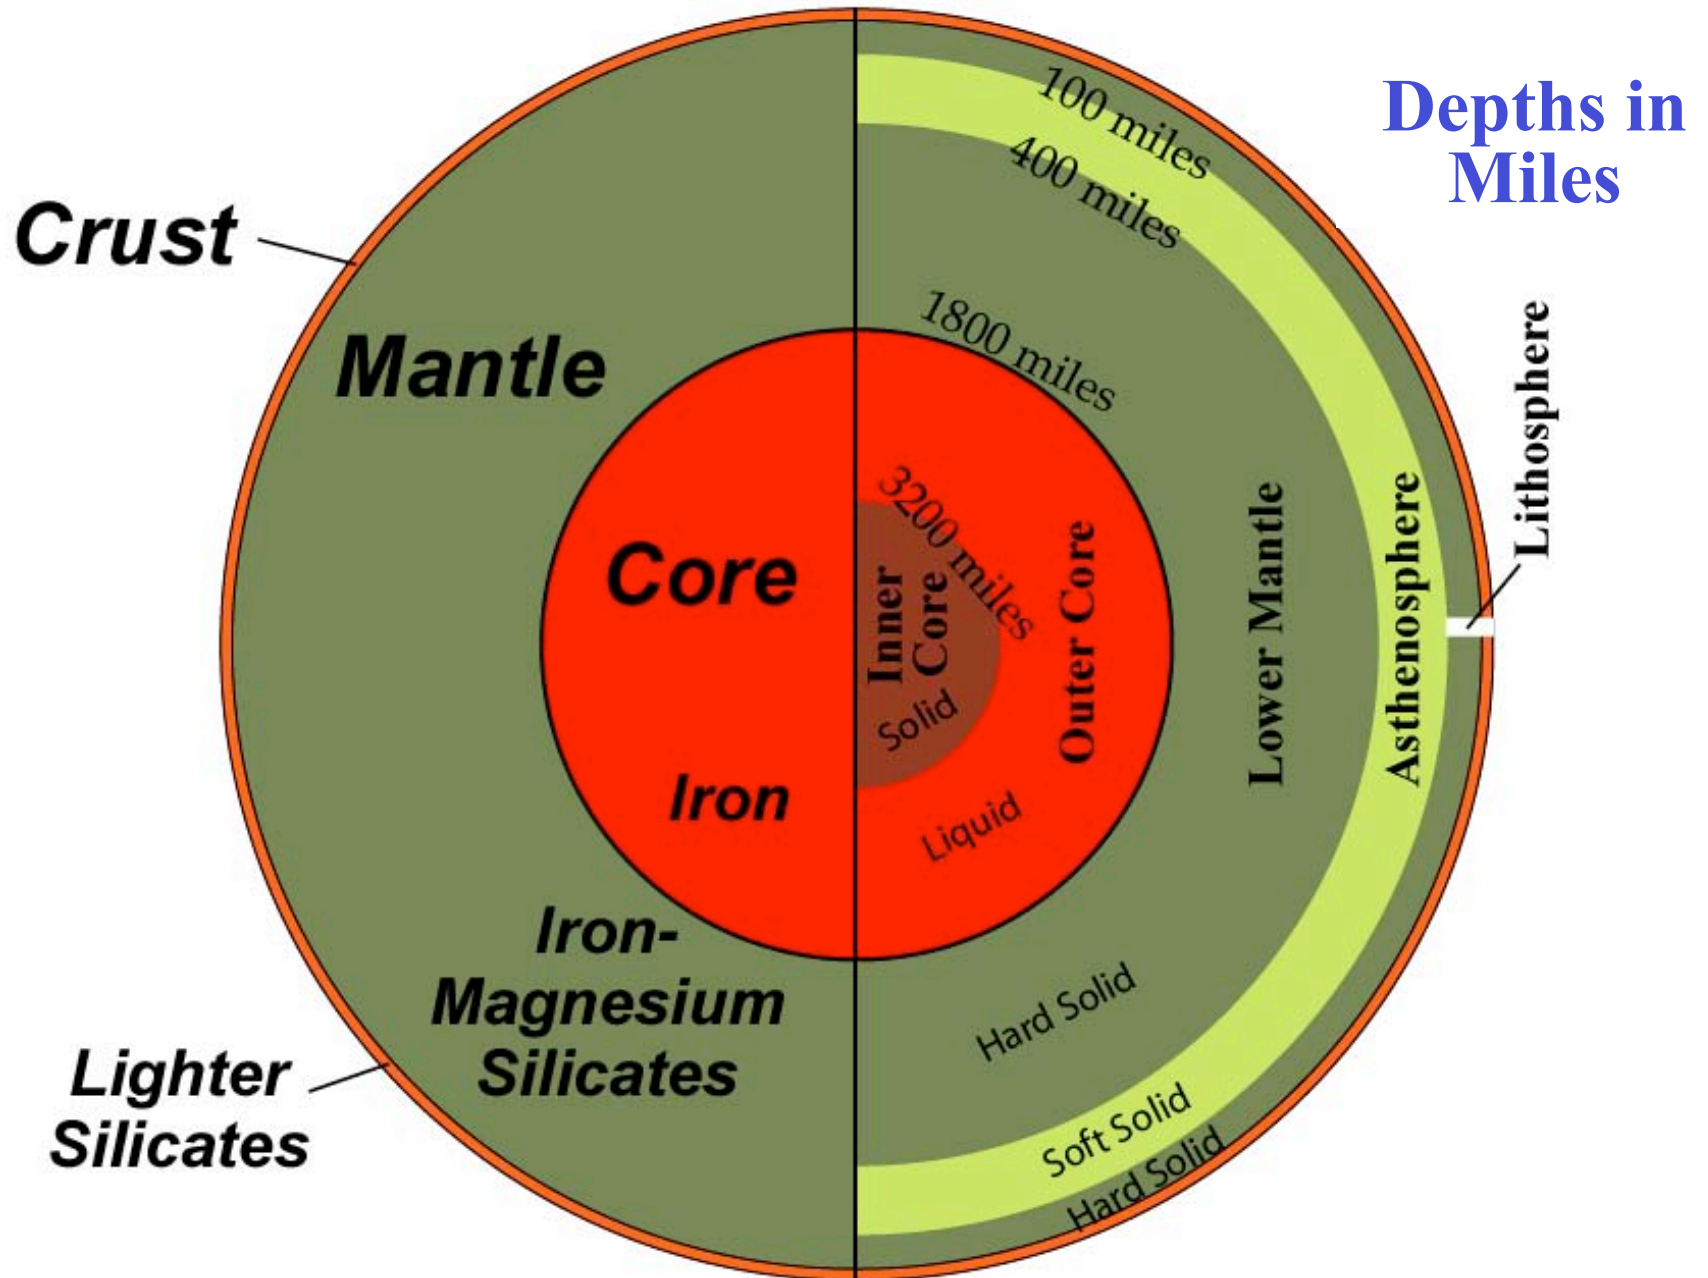 Depths in
Miles
Crust
Mantle
Core
Iron
Iron-
Magnesium
Silicates
Lighter
Silicates
100 miles
400 miles
1800 miles
3200 miles
Inner
Core
Solid
Outer Core
Liquid
Lower Mantle
Asthenosphere
Lithosphere
Hard Solid
Soft Solid
Hard Solid